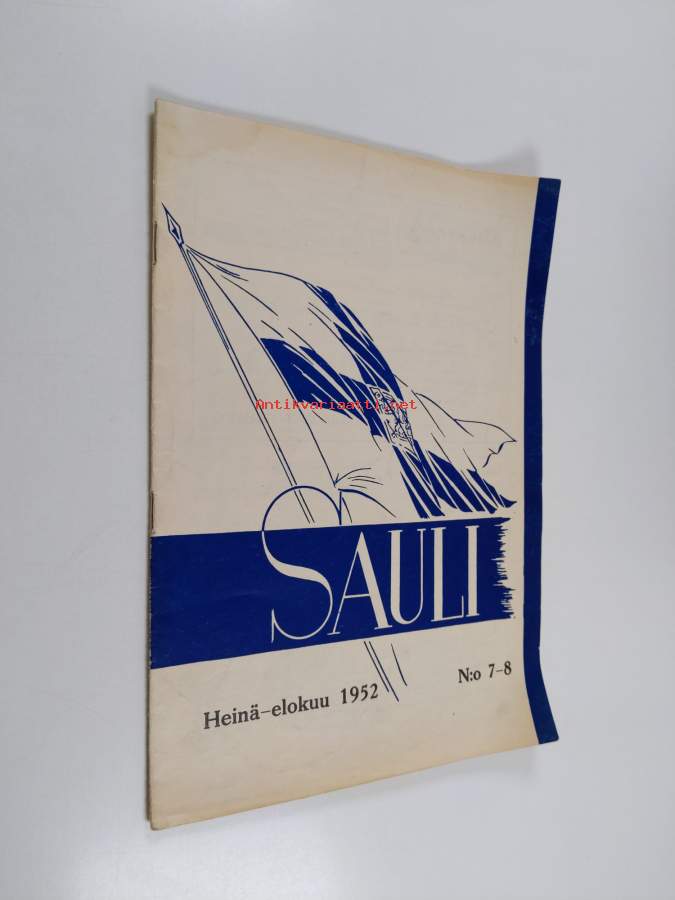 Antikvariaatti.net
SAULI
Heinä-elokuu 1952
N:o 7-8